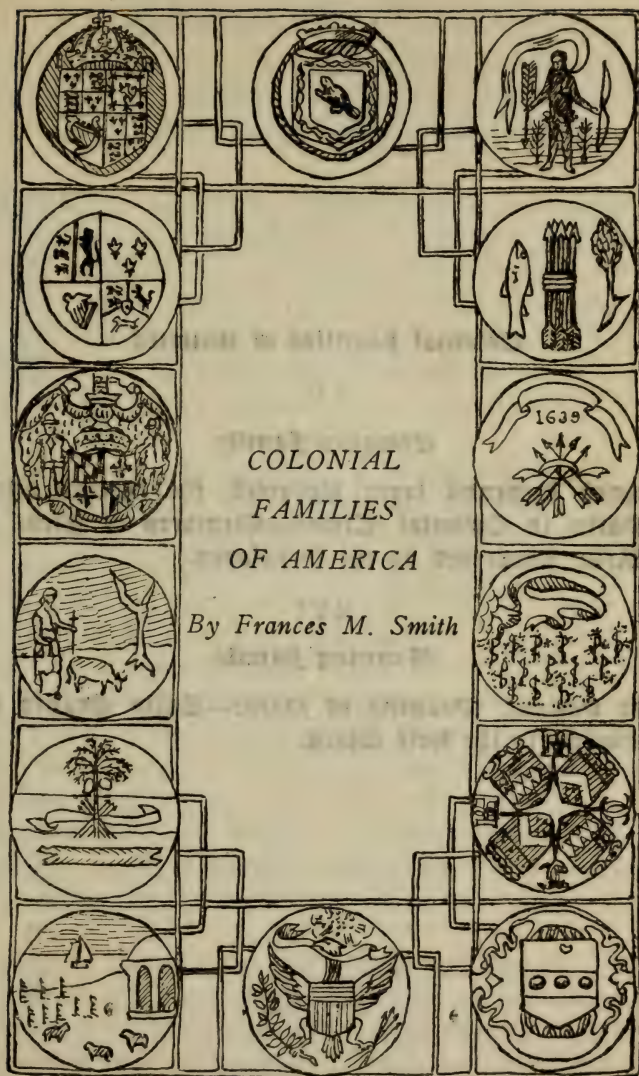 1639
COLONIAL
FAMILIES
OF AMERICA
By Frances M. Smith